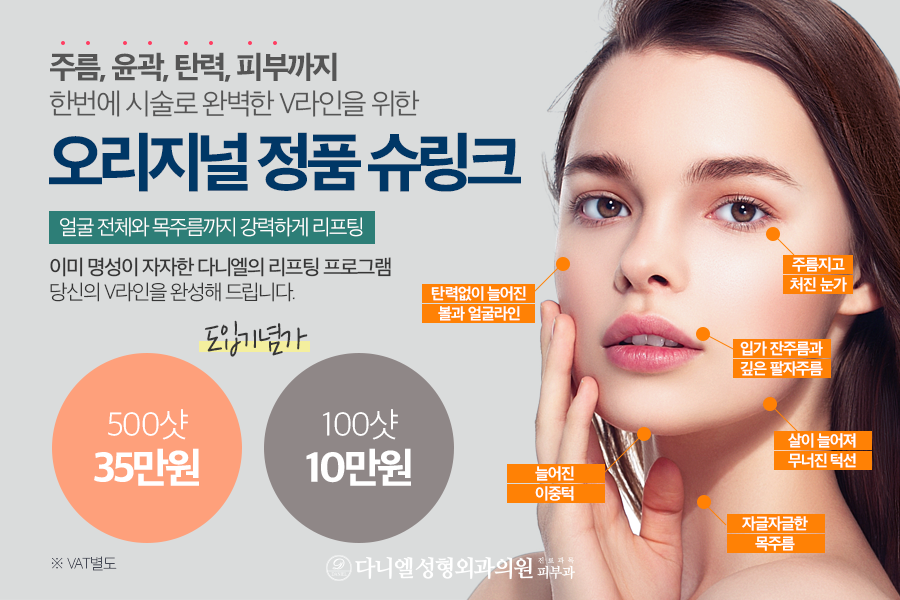 주름, 윤곽, 탄력, 피부까지
한번에 시술로 완벽한 V라인을 위한
오리지널 정품 슈링크
얼굴 전체와 목주름까지 강력하게 리프팅
이미 명성이 자자한 다니엘의 리프팅 프로그램
당신의 V라인을 완성해 드립니다.
도입기념가
500샷
35만원
100샷
10만원
※ VAT별도
탄력없이 늘어진
볼과 얼굴라인
주름지고
처진 눈가
입가 잔주름과
깊은 팔자주름
살이 늘어져
무너진 턱선
늘어진
이중턱
자글자글한
목주름
다니엘성형외과의원 진료과목
피부과